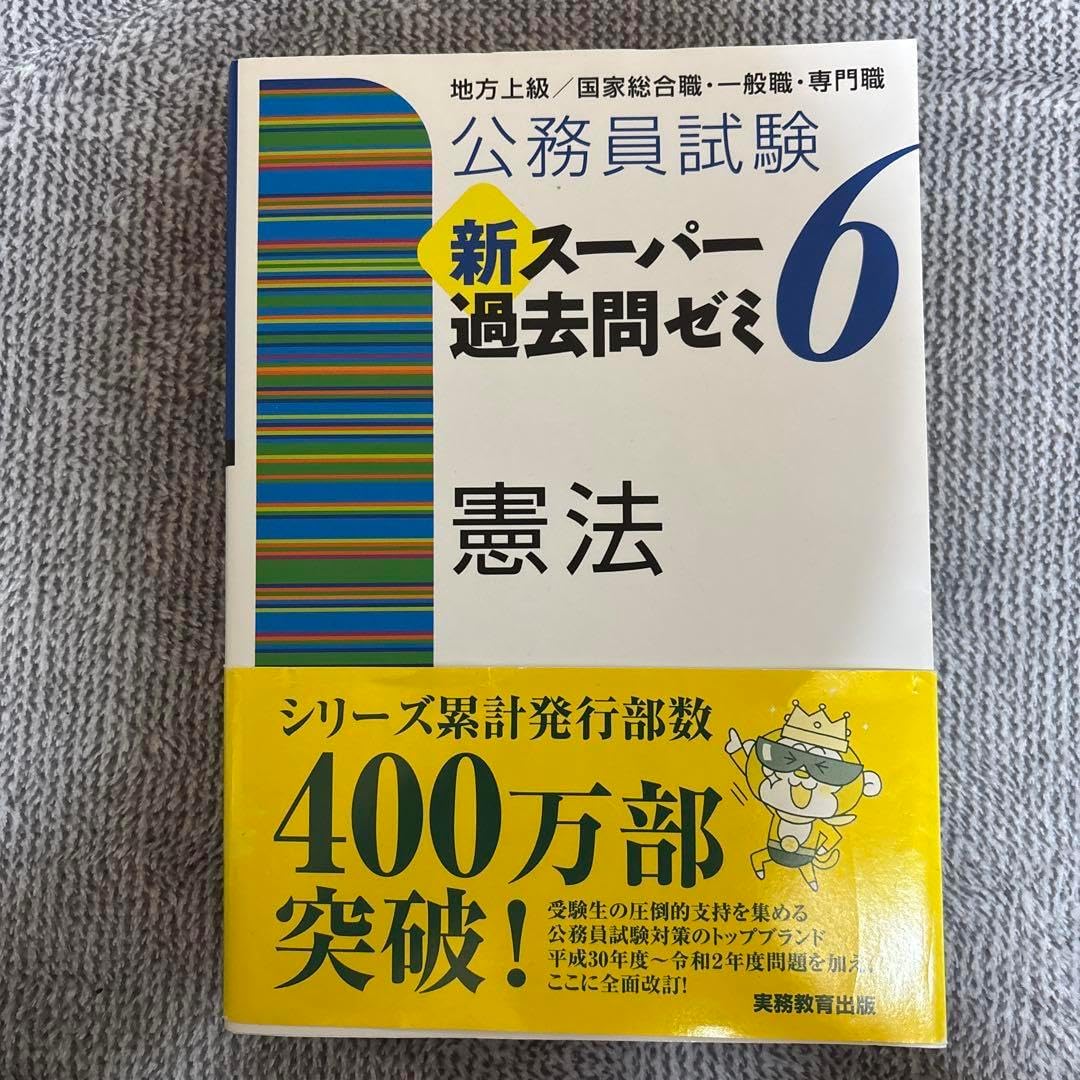 地方上級／国家総合職・一般職・専門職
公務員試験
新スーパー
過去問ゼミ6
憲法
シリーズ累計発行部数
400万部
突破!
受験生の圧倒的支持を集める
公務員試験対策のトップブランド
平成30年度～令和2年度問題を加え、
ここに全面改訂!
実務教育出版